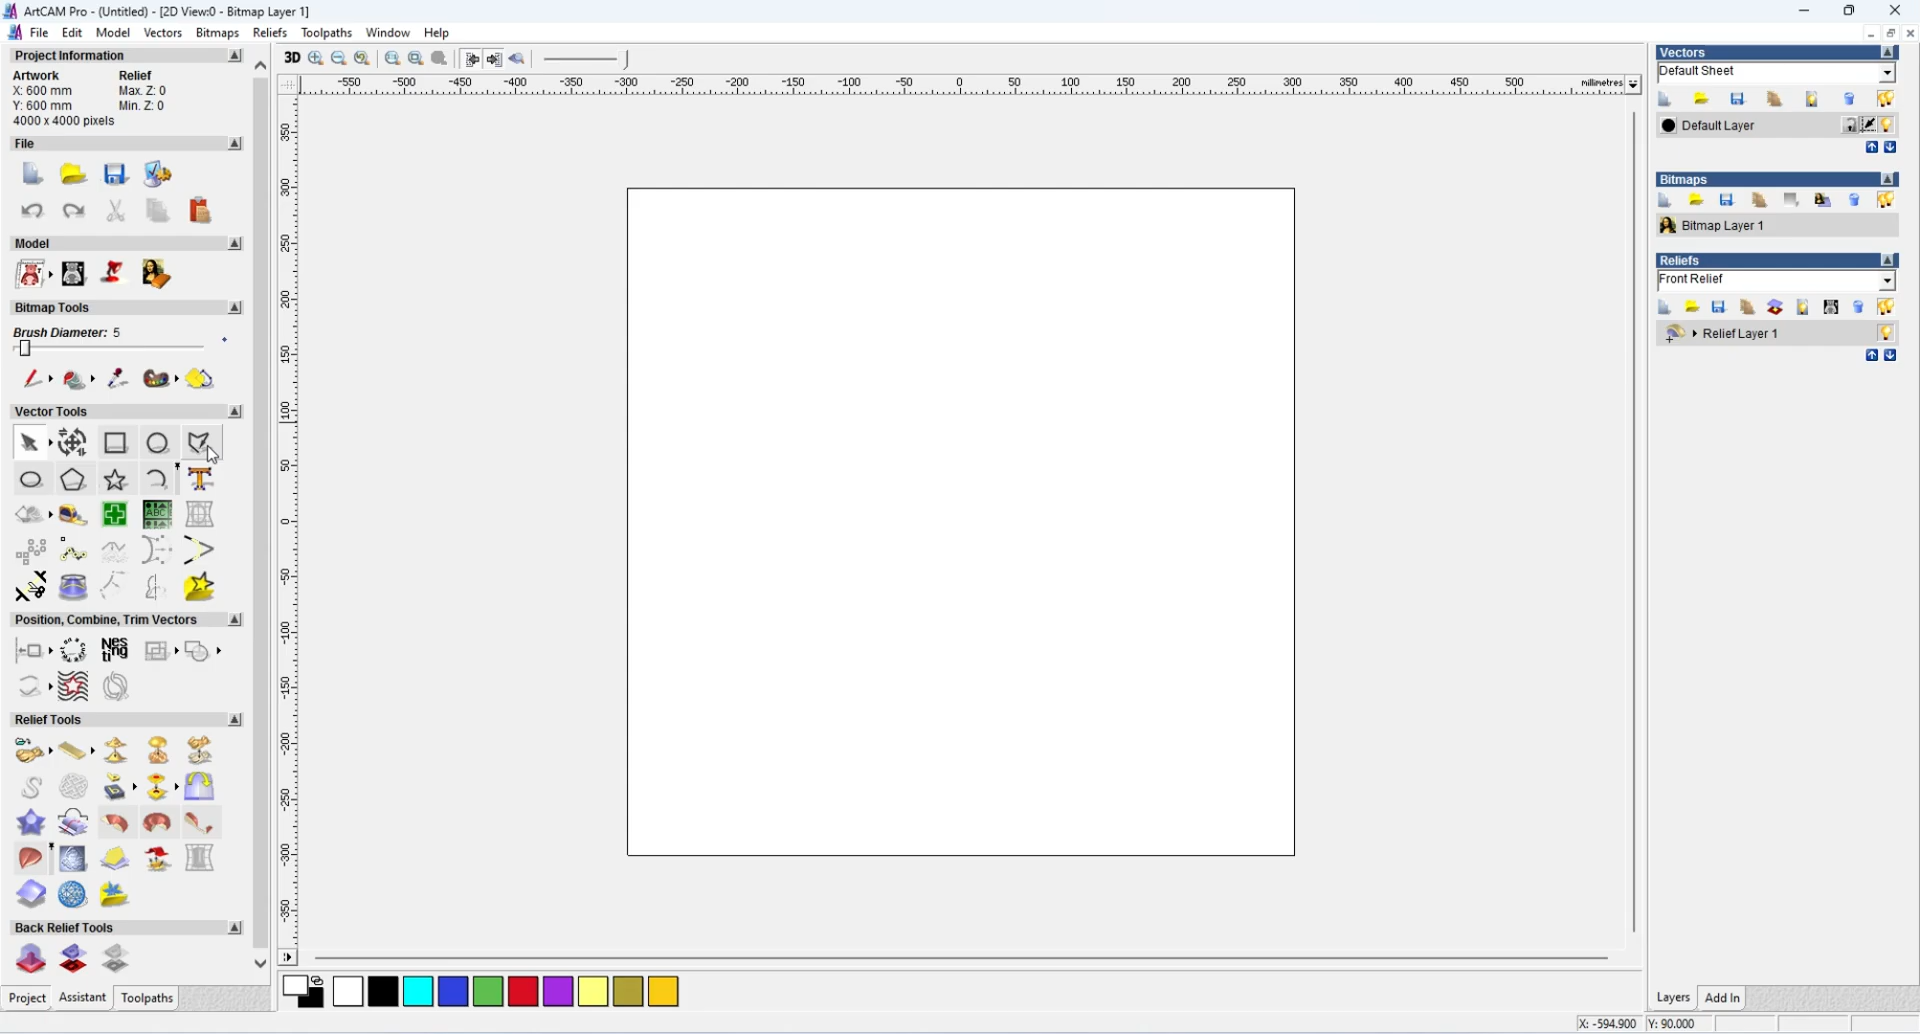 ArtCAM Pro - (Untitled) - [2D View:0 - Bitmap Layer 1]
File Edit Model Vectors Bitmaps Reliefs Toolpaths Window Help
Project Information
Artwork Relief
X: 600 mm Max. Z: 0
Y: 600 mm Min. Z: 0
4000 x 4000 pixels
File
Model
Bitmap Tools
Brush Diameter: 5
Vector Tools
ABC
Position, Combine, Trim Vectors
Nes
ti ng
Relief Tools
Back Relief Tools
Project Assistant Toolpaths
3D
-550 -500 -450 -400 -350 -300 -250 -200 -150 -100 -50 0 50 100 150 200 250 300 350 400 450 500 millimetres
350
300
250
200
150
100
50
0
-50
-100
-150
-200
-250
-300
-350
Vectors
Default Sheet
Default Layer
Bitmaps
Bitmap Layer 1
Reliefs
Front Relief
Relief Layer 1
Layers Add In
X: -594.900 Y: 90.000